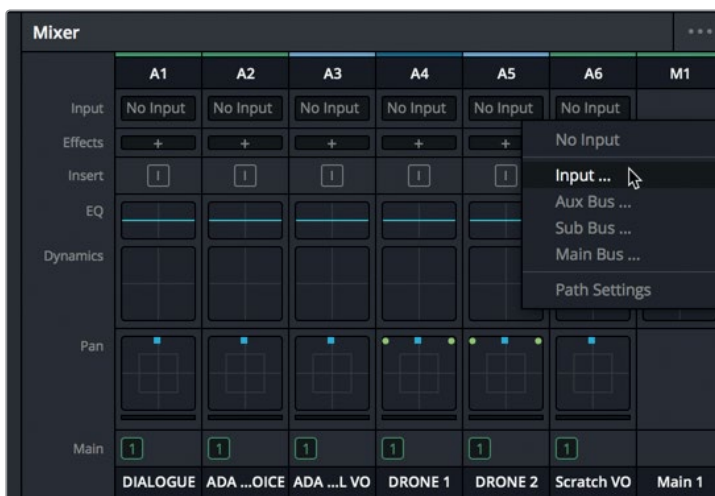 Mixer
A1 A2 A3 A4 A5 A6 M1
Input No Input No Input No Input No Input No Input No Input
No Input
Effects + + + + +
Insert I I I I I
Input ...
Aux Bus ...
EQ
Sub Bus ...
Dynamics
Main Bus ...
Path Settings
Pan
Main 1 1 1 1 1 1
DIALOGUE ADA ...OICE ADA ...L VO DRONE 1 DRONE 2 Scratch VO Main 1